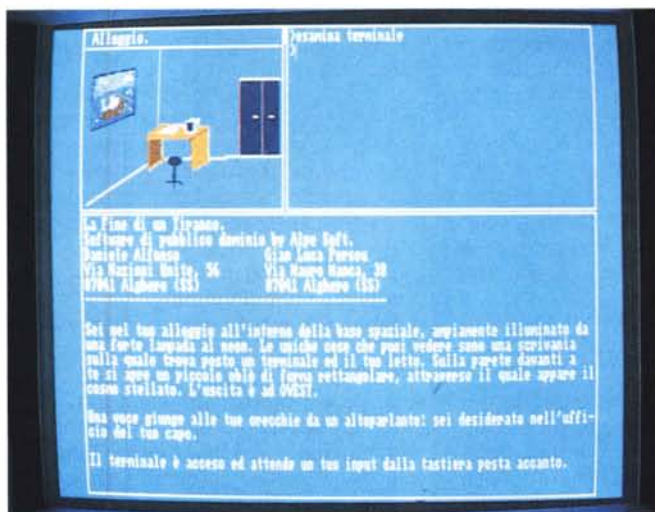 Alloggio.
>esamina terminale
>
La Fine di un Tiranno.
Software di pubblico dominio by Alpe Soft.
Daniele Alfonso Gian Luca Persou
Via Nazioni Unite, 56 Via Mauro Manca, 38
07041 Alghero (SS) 07041 Alghero (SS)
Sei nel tuo alloggio all'interno della base spaziale, ampiamente illuminato da
una forte lampada al neon. Le uniche cose che puoi vedere sono una scrivania
sulla quale trova posto un terminale ed il tuo letto. Sulla parete davanti a
te si apre un piccolo oblò di forma rettangolare, attraverso il quale appare il
cosmo stellato. L'uscita è ad OVEST.
Una voce giunge alle tue orecchie da un altoparlante: sei desiderato nell'uffi-
cio del tuo capo.
Il terminale è acceso ed attende un tuo input dalla tastiera posta accanto.